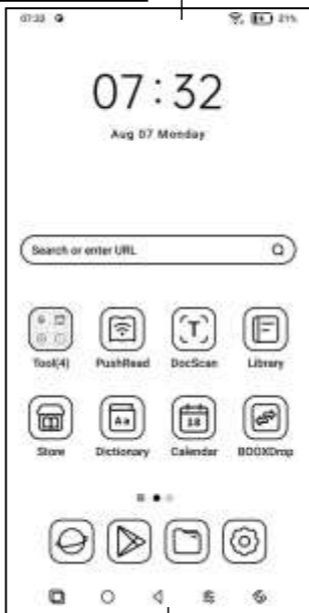 07:32 21%
07:32
Aug 07 Monday
Search or enter URL
Tool(4) PushRead DocScan Library
Store Dictionary Calendar BOOXDrop